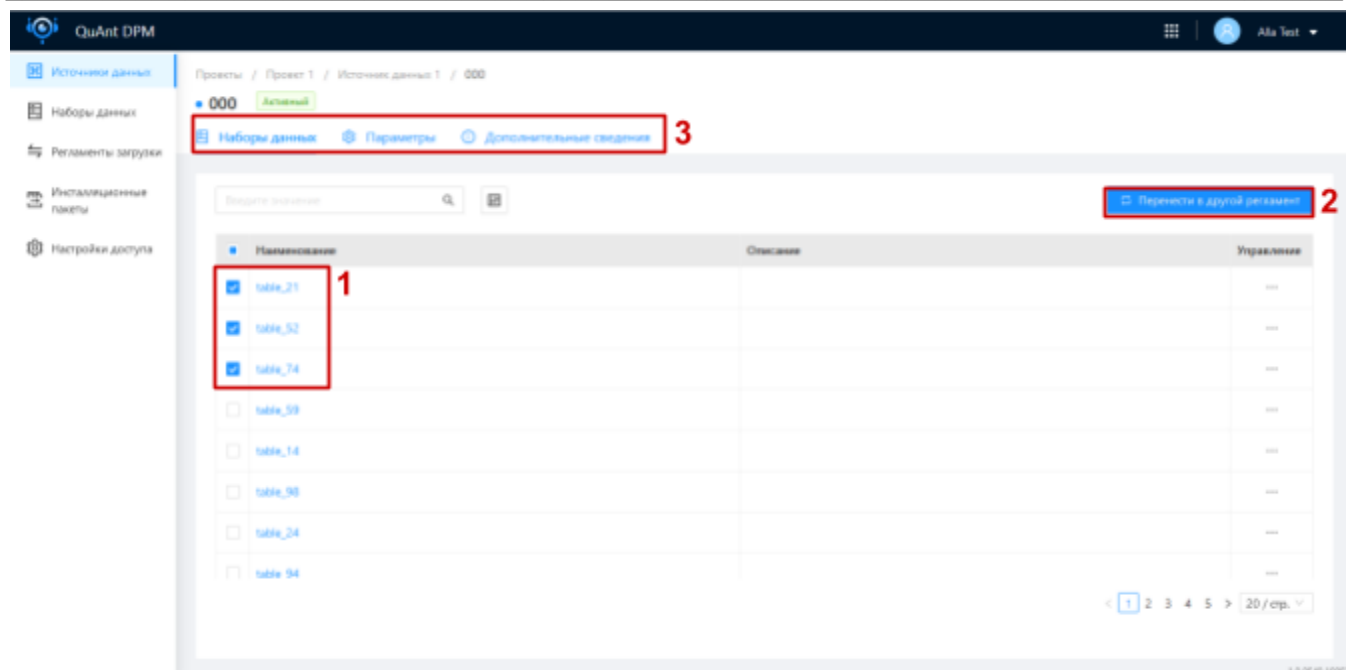 QuAnt DPM
Alla Test
Источники данных
Наборы данных
Регламенты загрузки
Инсталляционные
пакеты
Настройки доступа
Проекты / Проект 1 / Источник данных 1 / 000
000 Активный
Наборы данных Параметры Дополнительные сведения 3
Введите значение
Перенести в другой регламент 2
Наименование Описание Управление
table_21 1
table_52
table_74
table_59
table_14
table_98
table_24
table_94
< 1 2 3 4 5 > 20 / стр.